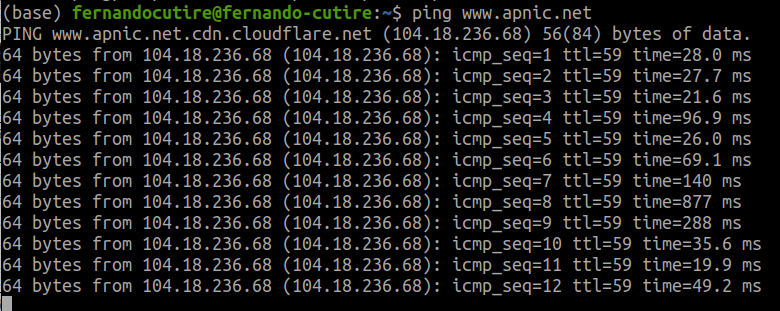 (base) fernandocutire@fernando-cutire:~$ ping www.apnic.net
PING www.apnic.net.cdn.cloudflare.net (104.18.236.68) 56(84) bytes of data.
64 bytes from 104.18.236.68 (104.18.236.68): icmp_seq=1 ttl=59 time=28.0 ms
64 bytes from 104.18.236.68 (104.18.236.68): icmp_seq=2 ttl=59 time=27.7 ms
64 bytes from 104.18.236.68 (104.18.236.68): icmp_seq=3 ttl=59 time=21.6 ms
64 bytes from 104.18.236.68 (104.18.236.68): icmp_seq=4 ttl=59 time=96.9 ms
64 bytes from 104.18.236.68 (104.18.236.68): icmp_seq=5 ttl=59 time=26.0 ms
64 bytes from 104.18.236.68 (104.18.236.68): icmp_seq=6 ttl=59 time=69.1 ms
64 bytes from 104.18.236.68 (104.18.236.68): icmp_seq=7 ttl=59 time=140 ms
64 bytes from 104.18.236.68 (104.18.236.68): icmp_seq=8 ttl=59 time=877 ms
64 bytes from 104.18.236.68 (104.18.236.68): icmp_seq=9 ttl=59 time=288 ms
64 bytes from 104.18.236.68 (104.18.236.68): icmp_seq=10 ttl=59 time=35.6 ms
64 bytes from 104.18.236.68 (104.18.236.68): icmp_seq=11 ttl=59 time=19.9 ms
64 bytes from 104.18.236.68 (104.18.236.68): icmp_seq=12 ttl=59 time=49.2 ms